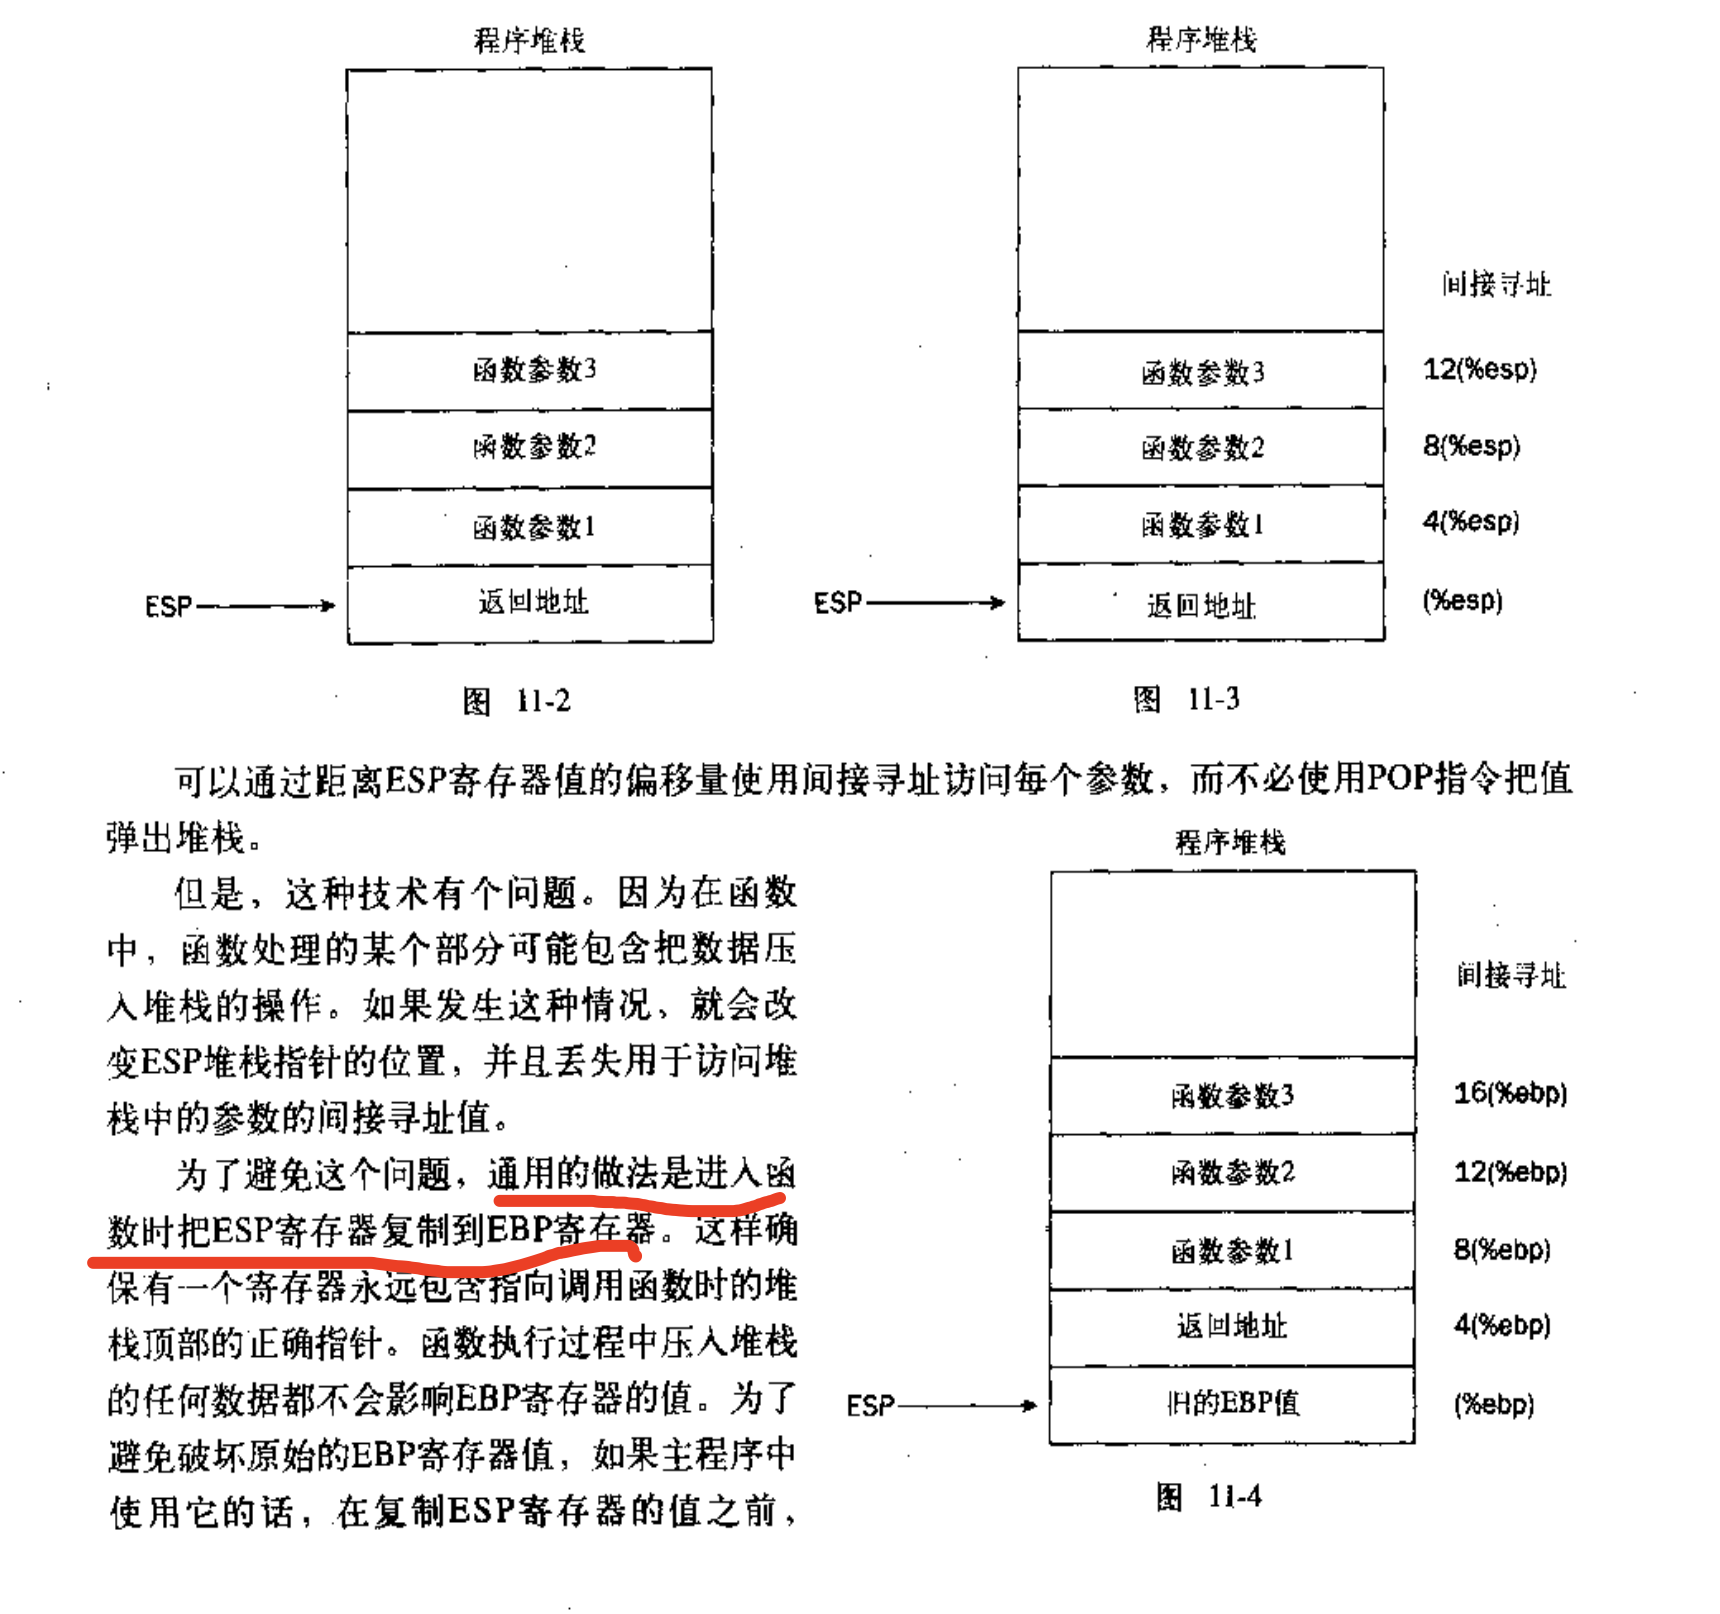 程序堆栈
函数参数3
函数参数2
函数参数1
ESP
返回地址
图 11-2
程序堆栈
间接寻址
函数参数3
12(%esp)
函数参数2
8(%esp)
函数参数1
4(%esp)
ESP
返回地址
(%esp)
图 11-3
可以通过距离ESP寄存器值的偏移量使用间接寻址访问每个参数，而不必使用POP指令把值
弹出堆栈。
但是，这种技术有个问题。因为在函数
中，函数处理的某个部分可能包含把数据压
入堆栈的操作。如果发生这种情况，就会改
变ESP堆栈指针的位置，并且丢失用于访问堆
栈中的参数的间接寻址值。
为了避免这个问题，通用的做法是进入函
数时把ESP寄存器复制到EBP寄存器。这样确
保有一个寄存器永远包含指向调用函数时的堆
栈顶部的正确指针。函数执行过程中压入堆栈
的任何数据都不会影响EBP寄存器的值。为了
避免破坏原始的EBP寄存器值，如果主程序中
使用它的话，在复制ESP寄存器的值之前，
程序堆栈
间接寻址
函数参数3
16(%ebp)
函数参数2
12(%ebp)
函数参数1
8(%ebp)
返回地址
4(%ebp)
ESP
旧的EBP值
(%ebp)
图 11-4